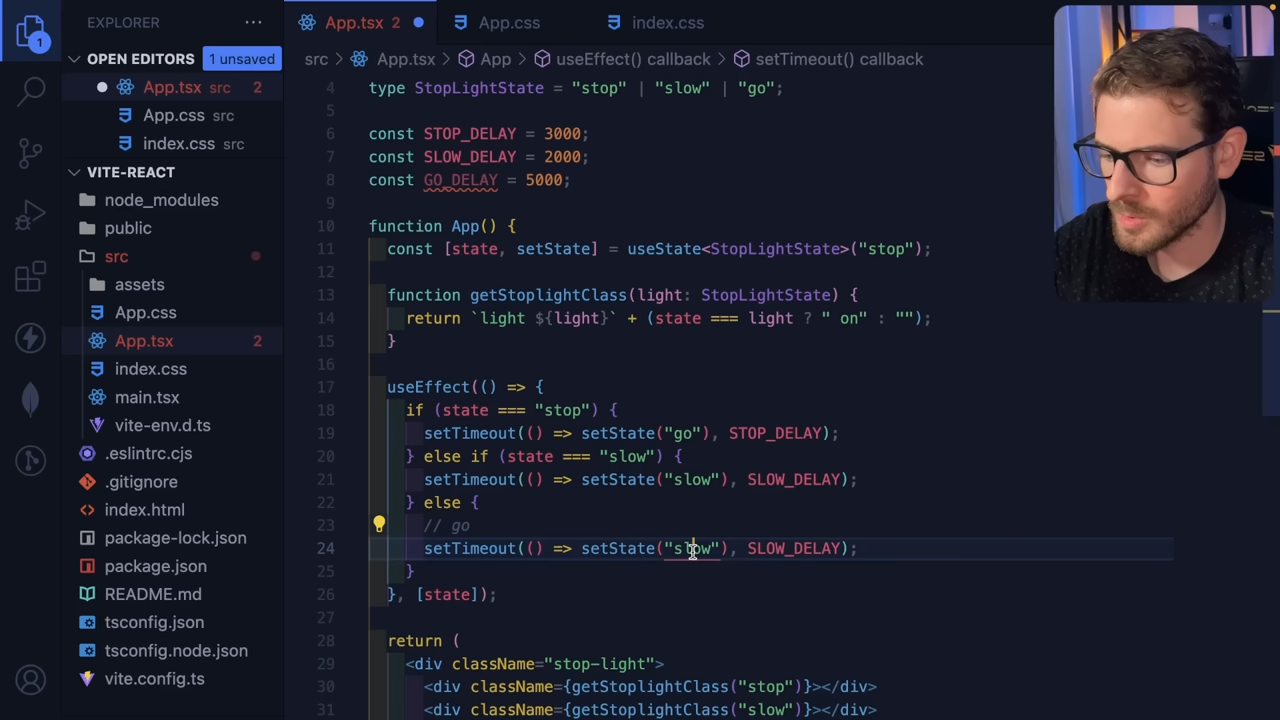 EXPLORER
OPEN EDITORS 1 unsaved
App.tsx src 2
App.css src
index.css src
VITE-REACT
node_modules
public
src
assets
App.css
App.tsx 2
index.css
main.tsx
vite-env.d.ts
.eslintrc.cjs
.gitignore
index.html
package-lock.json
package.json
README.md
tsconfig.json
tsconfig.node.json
vite.config.ts
1
App.tsx 2
App.css
index.css
src > App.tsx > App > useEffect() callback > setTimeout() callback
4 type StopLightState = "stop" | "slow" | "go";
5
6 const STOP_DELAY = 3000;
7 const SLOW_DELAY = 2000;
8 const GO_DELAY = 5000;
9
10 function App() {
11 const [state, setState] = useState<StopLightState>("stop");
12
13 function getStoplightClass(light: StopLightState) {
14 return `light ${light}` + (state === light ? " on" : "");
15 }
16
17 useEffect(() => {
18 if (state === "stop") {
19 setTimeout(() => setState("go"), STOP_DELAY);
20 } else if (state === "slow") {
21 setTimeout(() => setState("slow"), SLOW_DELAY);
22 } else {
23 // go
24 setTimeout(() => setState("slow"), SLOW_DELAY);
25 }
26 }, [state]);
27
28 return (
29 <div className="stop-light">
30 <div className={getStoplightClass("stop")}></div>
31 <div className={getStoplightClass("slow")}></div>